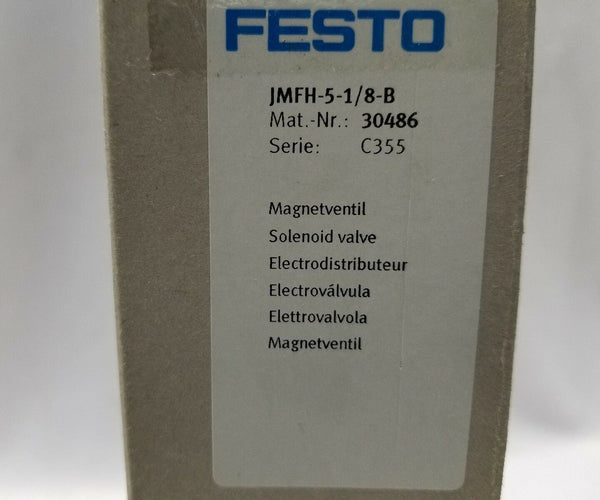 FESTO
JMFH-5-1/8-B
Mat.-Nr.: 30486
Serie: C355
Magnetventil
Solenoid valve
Electrodistributeur
Electroválvula
Elettrovalvola
Magnetventil